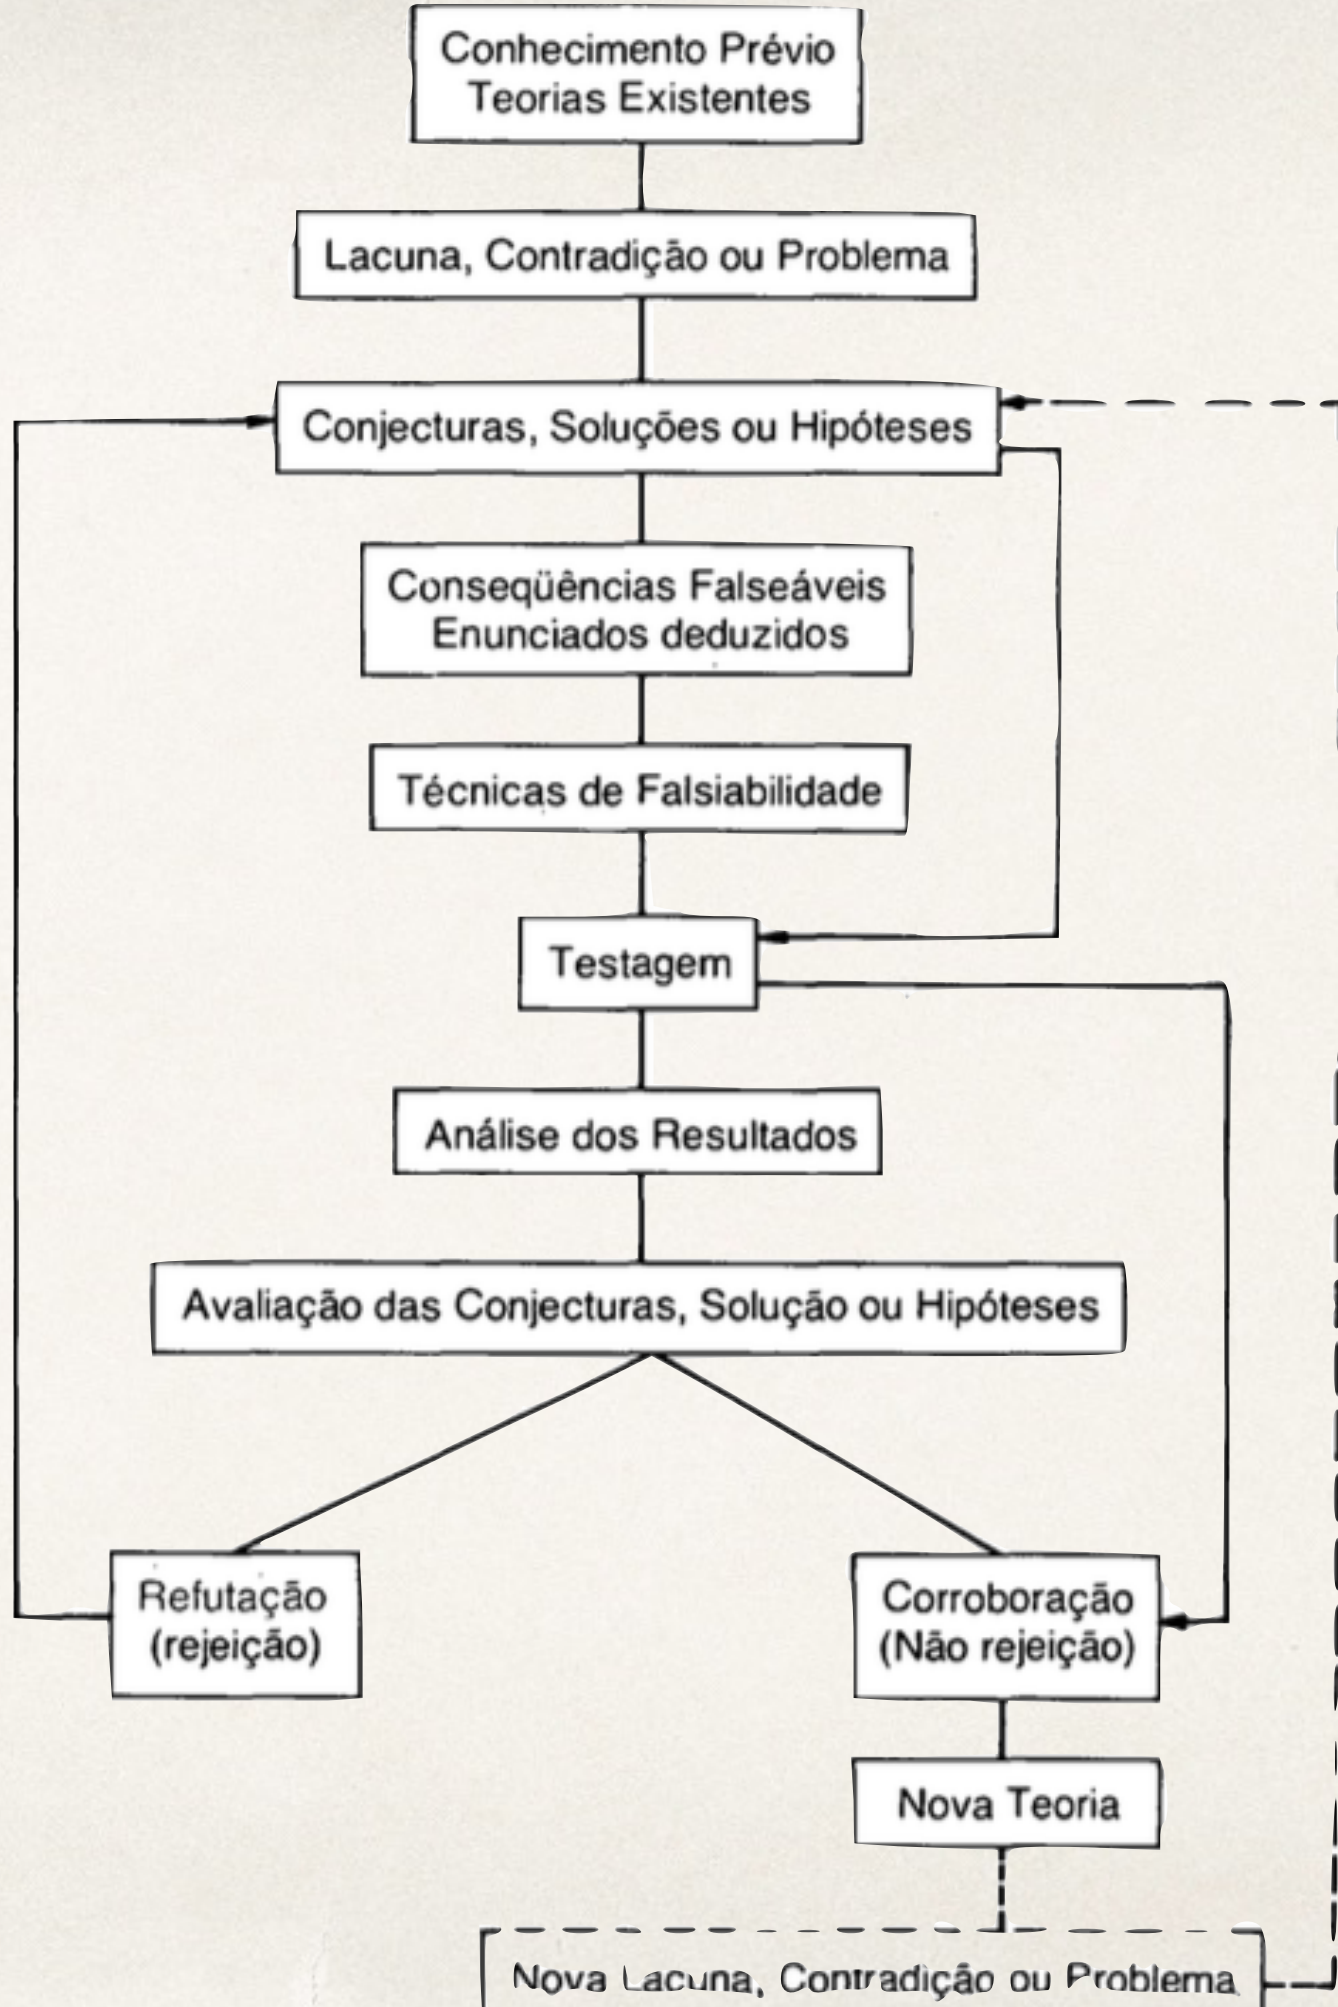 Conhecimento Prévio
Teorias Existentes
Lacuna, Contradição ou Problema
Conjecturas, Soluções ou Hipóteses
Conseqüências Falseáveis
Enunciados deduzidos
Técnicas de Falsiabilidade
Testagem
Análise dos Resultados
Avaliação das Conjecturas, Solução ou Hipóteses
Refutação
(rejeição)
Corroboração
(Não rejeição)
Nova Teoria
Nova Lacuna, Contradição ou Problema